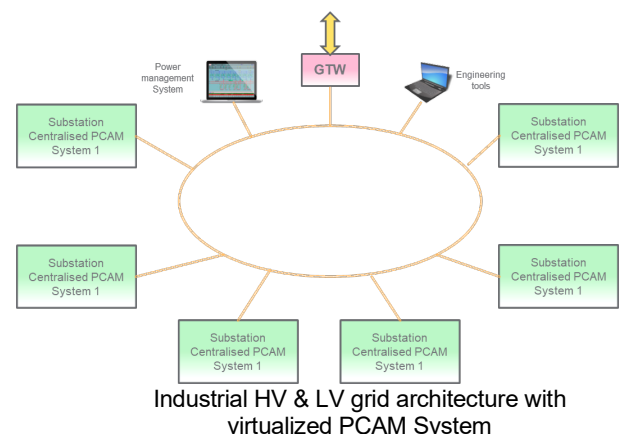 GTW
Power
management
System
Engineering
tools
Substation
Centralised PCAM
System 1
Substation
Centralised PCAM
System 1
Substation
Centralised PCAM
System 1
Substation
Centralised PCAM
System 1
Substation
Centralised PCAM
System 1
Substation
Centralised PCAM
System 1
Industrial HV & LV grid architecture with
virtualized PCAM System